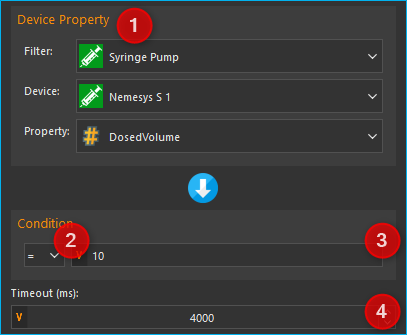 Device Property
1
Filter:
Syringe Pump
Device:
Nemesys S 1
Property:
# DosedVolume
Condition
2
3
=
V 10
Timeout (ms):
4
V 4000